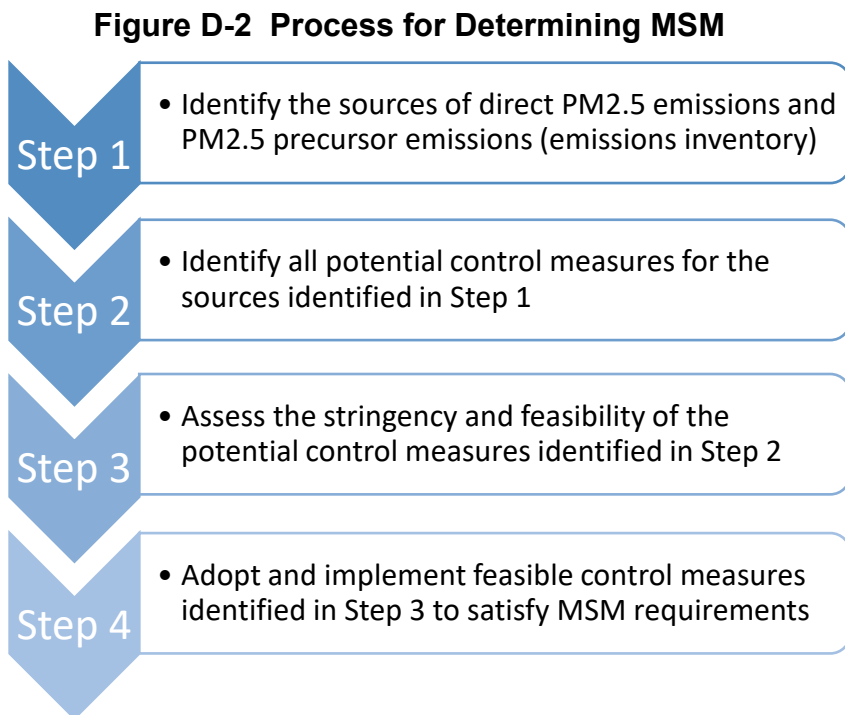 Figure D-2  Process for Determining MSM
Step 1
• Identify the sources of direct PM2.5 emissions and
PM2.5 precursor emissions (emissions inventory)
Step 2
• Identify all potential control measures for the
sources identified in Step 1
Step 3
• Assess the stringency and feasibility of the
potential control measures identified in Step 2
Step 4
• Adopt and implement feasible control measures
identified in Step 3 to satisfy MSM requirements